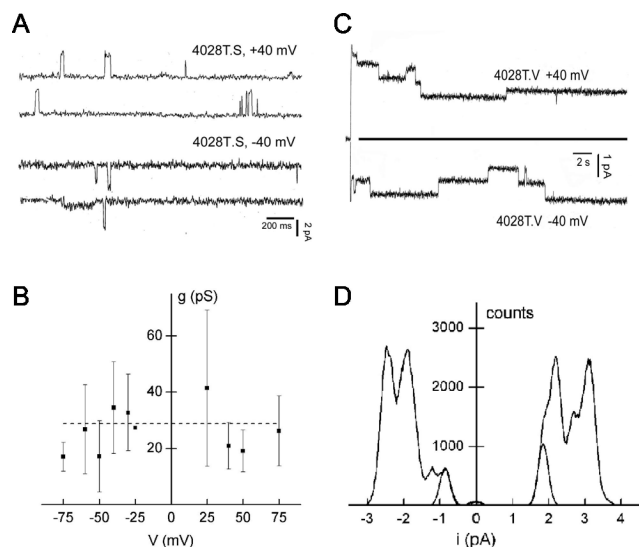 A
4028T.S, +40 mV
4028T.S, -40 mV
200 ms
2 pA
C
4028T.V +40 mV
2 s
1 pA
4028T.V -40 mV
B
g (pS)
60
40
20
-75 -50 -25 0 25 50 75
V (mV)
D
counts
3000
2000
1000
-3 -2 -1 0 1 2 3 4
i (pA)